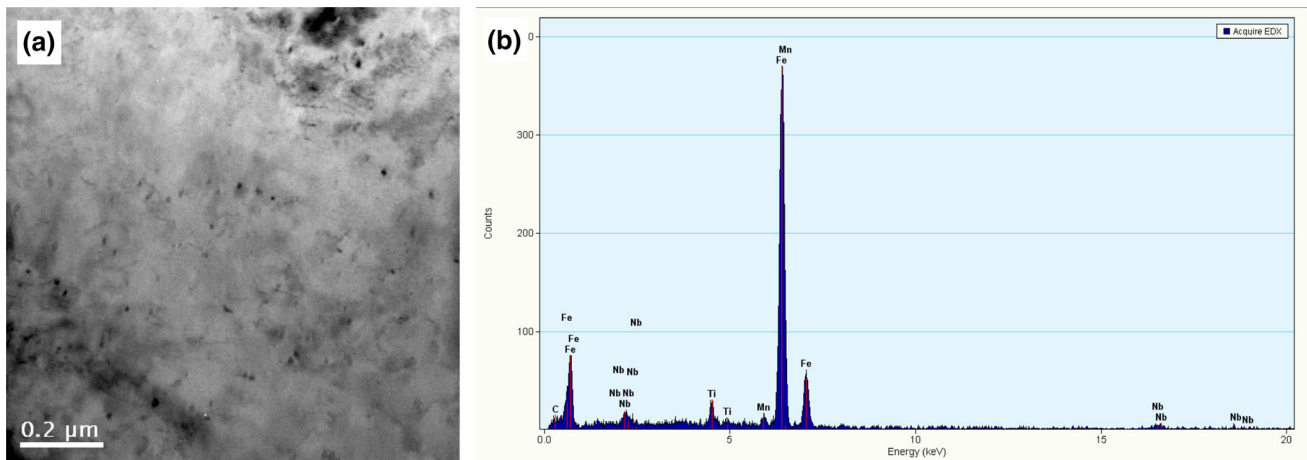 (a)
0.2 µm
(b)
Acquire EDX
0
300
200
100
Counts
Mn
Fe
Fe
Fe
Fe
Nb
Nb Nb
Nb Nb
Nb
C
Ti
Ti
Mn
Fe
Nb
Nb
Nb Nb
0.0
5
10
15
20
Energy (keV)